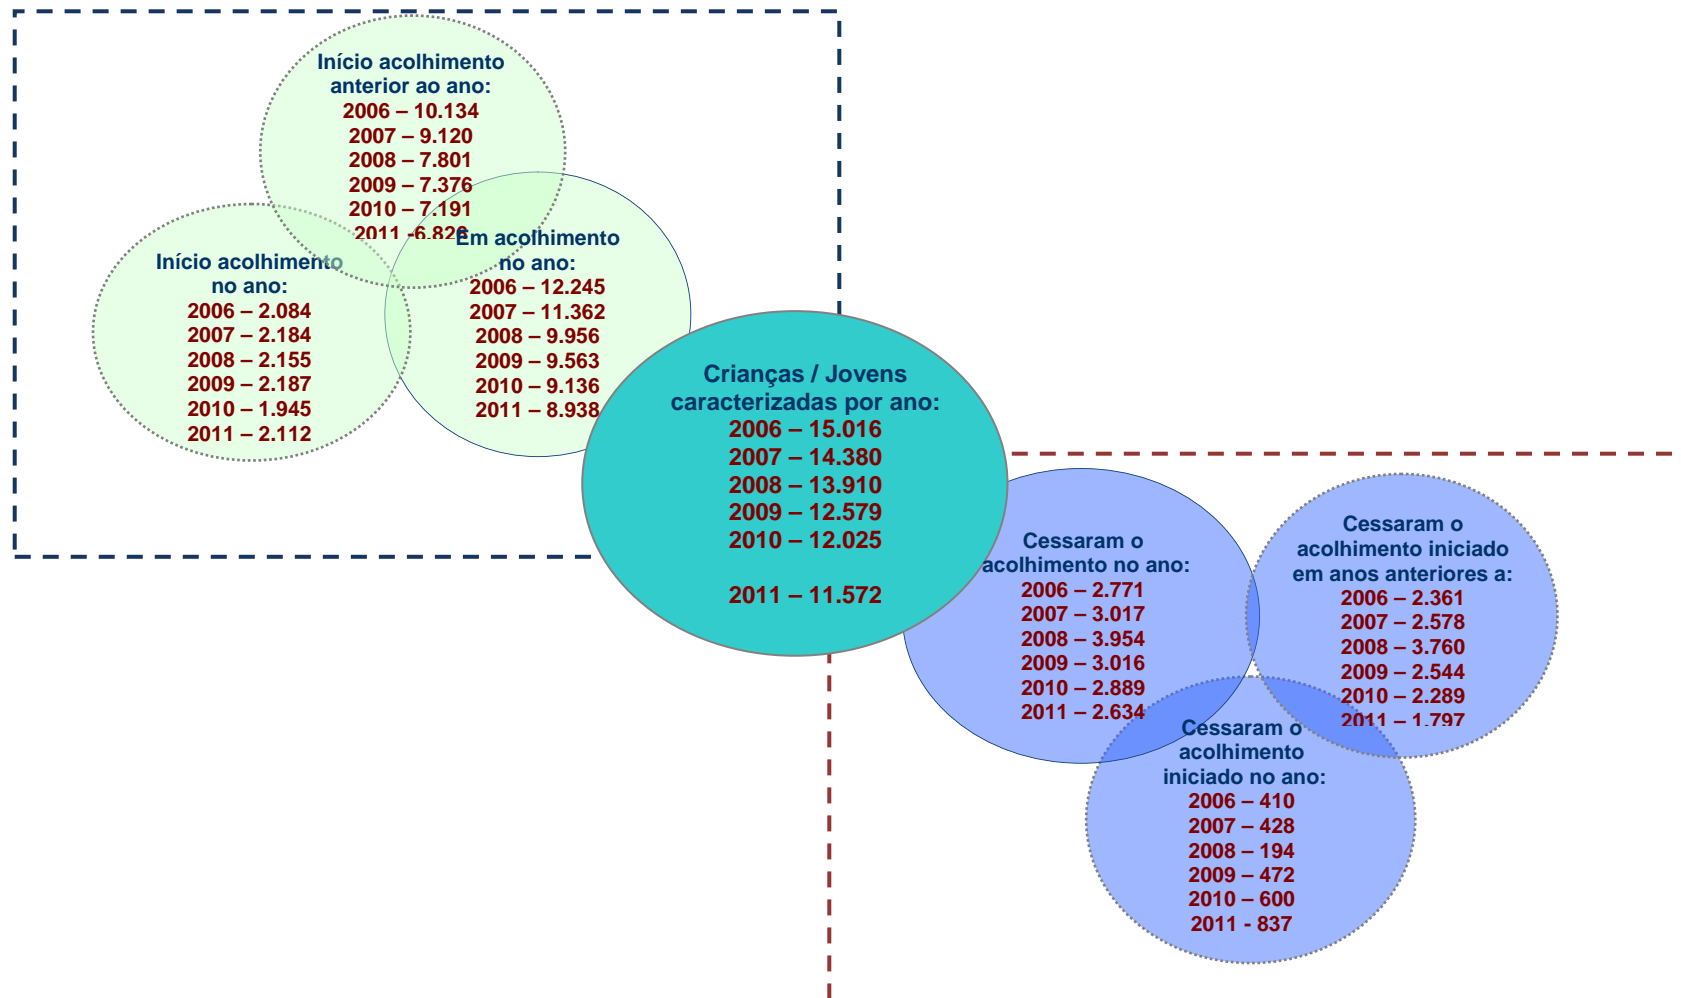 Início acolhimento
anterior ao ano:
2006 – 10.134
2007 – 9.120
2008 – 7.801
2009 – 7.376
2010 – 7.191
2011
Início acolhimento
no ano:
2006 – 2.084
2007 – 2.184
2008 – 2.155
2009 – 2.187
2010 – 1.945
2011 – 2.112
Em acolhimento
no ano:
2006 – 12.245
2007 – 11.362
2008 – 9.956
2009 – 9.563
2010 – 9.136
2011 – 8.938
Crianças / Jovens
caracterizadas por ano:
2006 – 15.016
2007 – 14.380
2008 – 13.910
2009 – 12.579
2010 – 12.025
2011 – 11.572
Cessaram o
acolhimento no ano:
2006 – 2.771
2007 – 3.017
2008 – 3.954
2009 – 3.016
2010 – 2.889
2011 – 2.634
Cessaram o
acolhimento iniciado
em anos anteriores a:
2006 – 2.361
2007 – 2.578
2008 – 3.760
2009 – 2.544
2010 – 2.289
2011 – 1.797
Cessaram o
acolhimento
iniciado no ano:
2006 – 410
2007 – 428
2008 – 194
2009 – 472
2010 – 600
2011 - 837